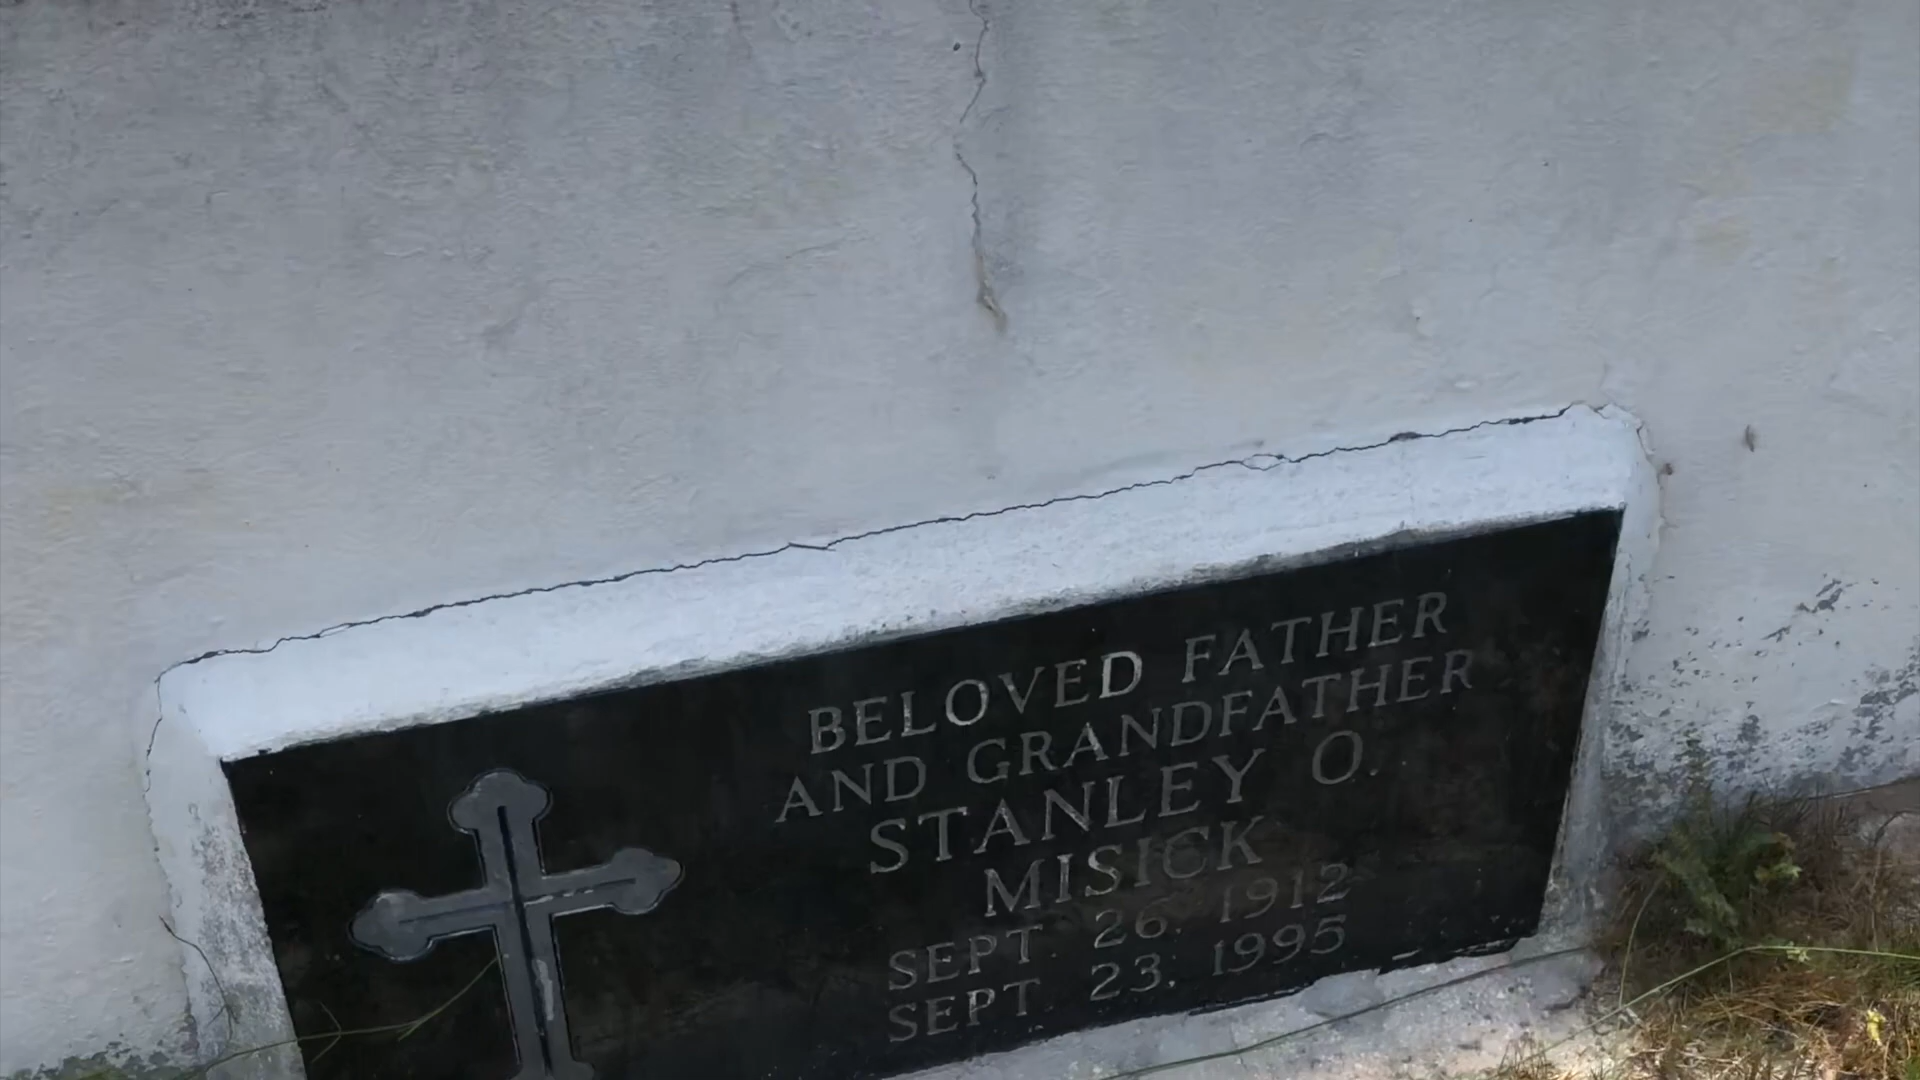 BELOVED FATHER
AND GRANDFATHER
STANLEY O.
MISICK
SEPT. 26. 1912
SEPT. 23. 1995